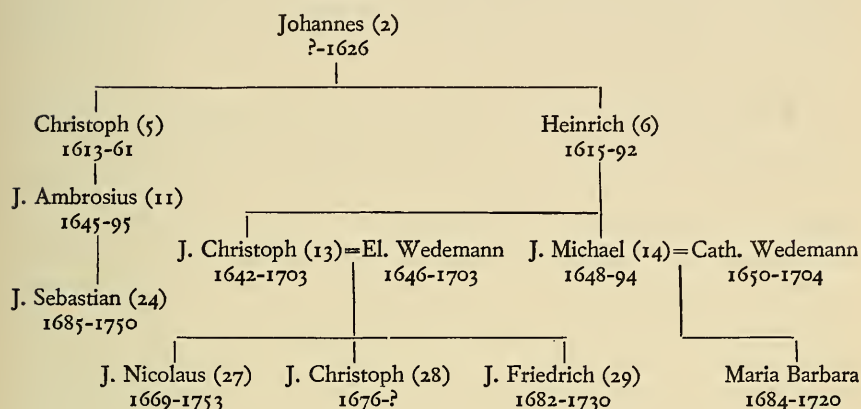 Johannes (2)
?-1626
Christoph (5) Heinrich (6)
1613-61 1615-92
J. Ambrosius (11)
1645-95
J. Christoph (13)=El. Wedemann J. Michael (14)=Cath. Wedemann
1642-1703 1646-1703 1648-94 1650-1704
J. Sebastian (24)
1685-1750
J. Nicolaus (27) J. Christoph (28) J. Friedrich (29) Maria Barbara
1669-1753 1676-? 1682-1730 1684-1720